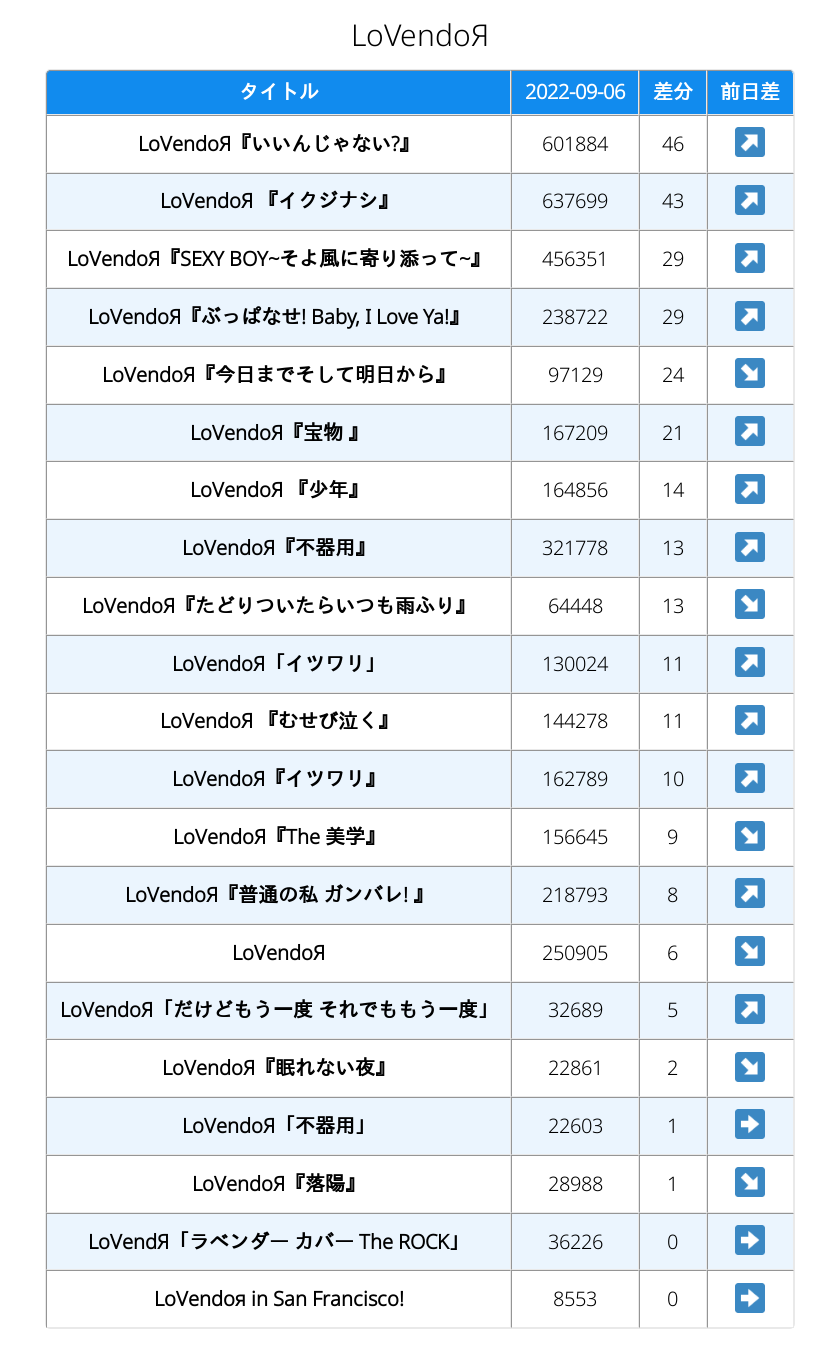 LoVendoЯ
タイトル 2022-09-06 差分 前日差
LoVendoЯ『いいんじゃない?』 601884 46 ↗
LoVendoЯ 『イクジナシ』 637699 43 ↗
LoVendoЯ『SEXY BOY~そよ風に寄り添って~』 456351 29 ↗
LoVendoЯ『ぶっぱなせ! Baby, I Love Ya!』 238722 29 ↗
LoVendoЯ『今日までそして明日から』 97129 24 ↘
LoVendoЯ『宝物 』 167209 21 ↗
LoVendoЯ 『少年』 164856 14 ↗
LoVendoЯ『不器用』 321778 13 ↗
LoVendoЯ『たどりついたらいつも雨ふり』 64448 13 ↘
LoVendoЯ「イツワリ」 130024 11 ↗
LoVendoЯ 『むせび泣く』 144278 11 ↗
LoVendoЯ『イツワリ』 162789 10 ↗
LoVendoЯ『The 美学』 156645 9 ↘
LoVendoЯ『普通の私 ガンバレ! 』 218793 8 ↗
LoVendoЯ 250905 6 ↘
LoVendoЯ「だけどもう一度 それでももう一度」 32689 5 ↗
LoVendoЯ『眠れない夜』 22861 2 ↘
LoVendoЯ「不器用」 22603 1 ➡
LoVendoЯ『落陽』 28988 1 ↘
LoVendЯ「ラベンダー カバー The ROCK」 36226 0 ➡
LoVendoя in San Francisco! 8553 0 ➡